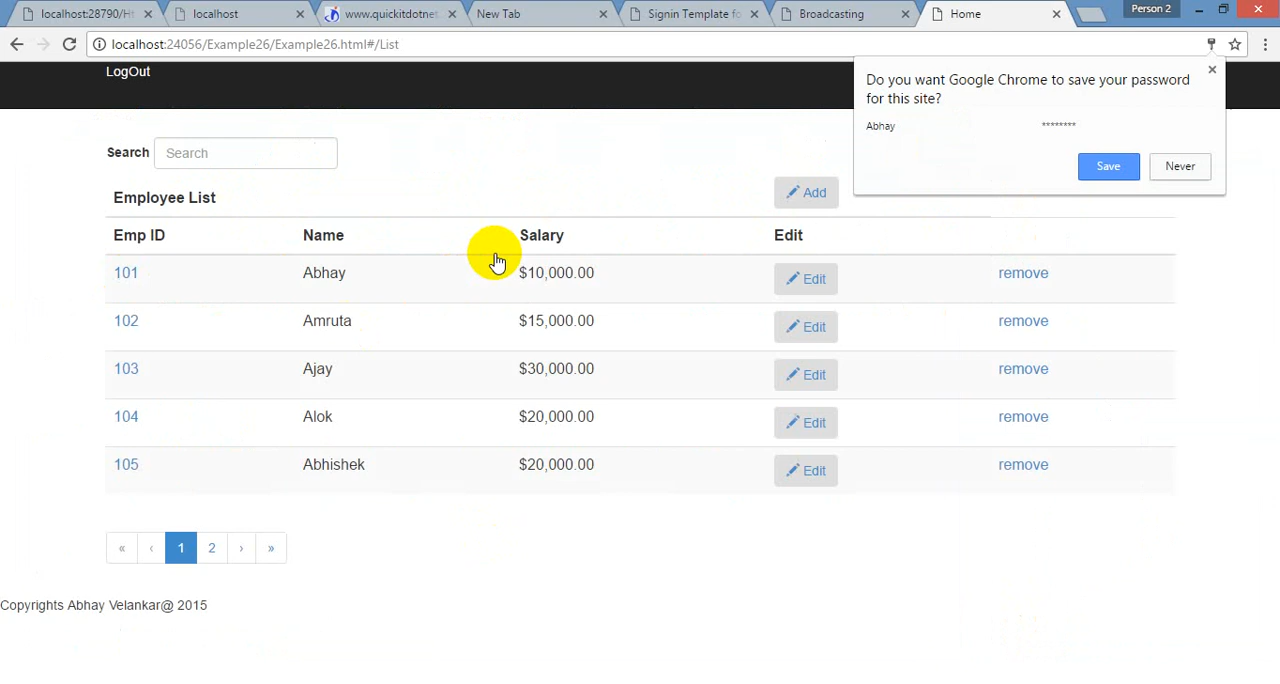 localhost:28790/Ht
localhost
www.quickitdotne
New Tab
Signin Template fo
Broadcasting
Home
Person 2
localhost:24056/Example26/Example26.html#/List
LogOut
Do you want Google Chrome to save your password
for this site?
Abhay ********
Save Never
Search Search
Employee List Add
Emp ID Name Salary Edit
101 Abhay $10,000.00 Edit remove
102 Amruta $15,000.00 Edit remove
103 Ajay $30,000.00 Edit remove
104 Alok $20,000.00 Edit remove
105 Abhishek $20,000.00 Edit remove
« ‹ 1 2 › »
Copyrights Abhay Velankar@ 2015